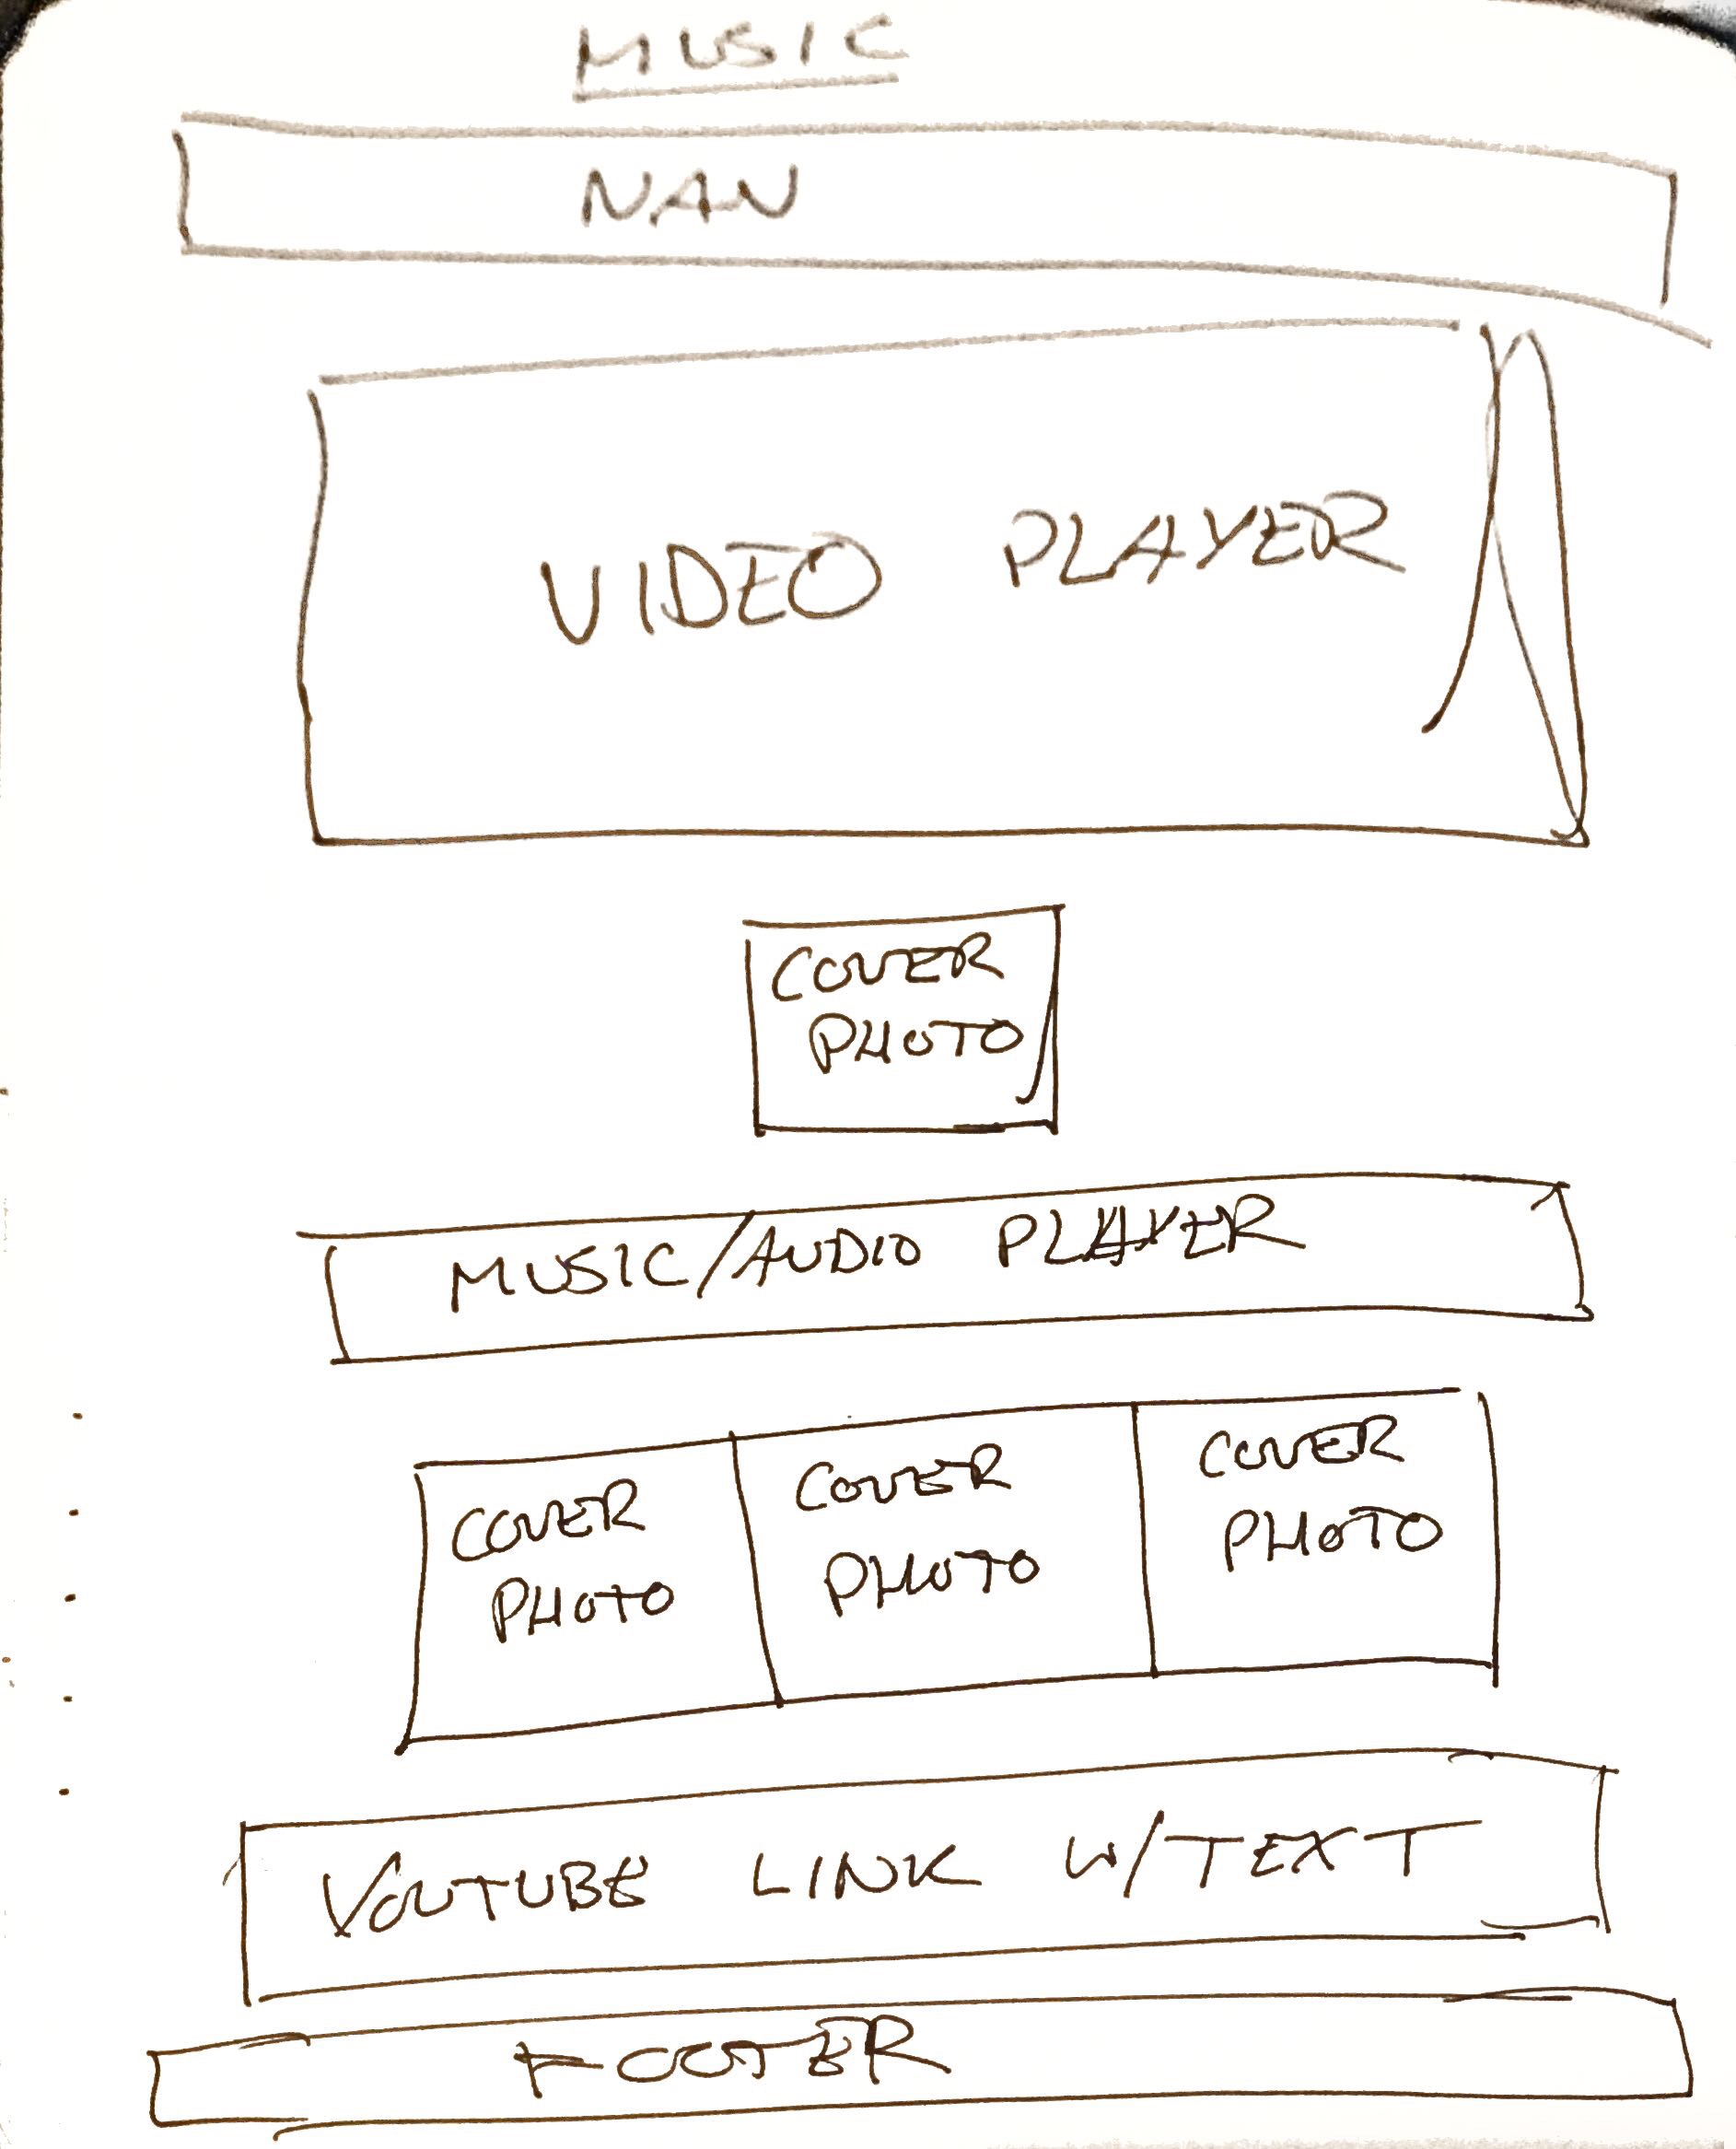 MUSIC
NAV
VIDEO PLAYER
COVER
PHOTO
MUSIC/AUDIO PLAYER
COVER
PHOTO
COVER
PHOTO
COVER
PHOTO
YOUTUBE LINK W/TEXT
FOOTER